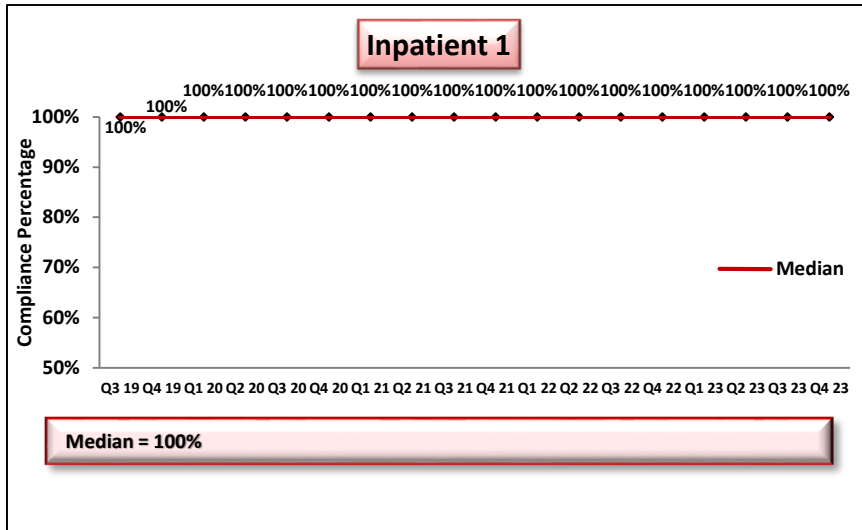 Inpatient 1
100% 100% 100% 100% 100% 100% 100% 100% 100% 100% 100% 100% 100% 100% 100% 100%
100%
100%
100%
90%
80%
70%
60%
50%
Compliance Percentage
Median
Q3 19 Q4 19 Q1 20 Q2 20 Q3 20 Q4 20 Q1 21 Q2 21 Q3 21 Q4 21 Q1 22 Q2 22 Q3 22 Q4 22 Q1 23 Q2 23 Q3 23 Q4 23
Median = 100%